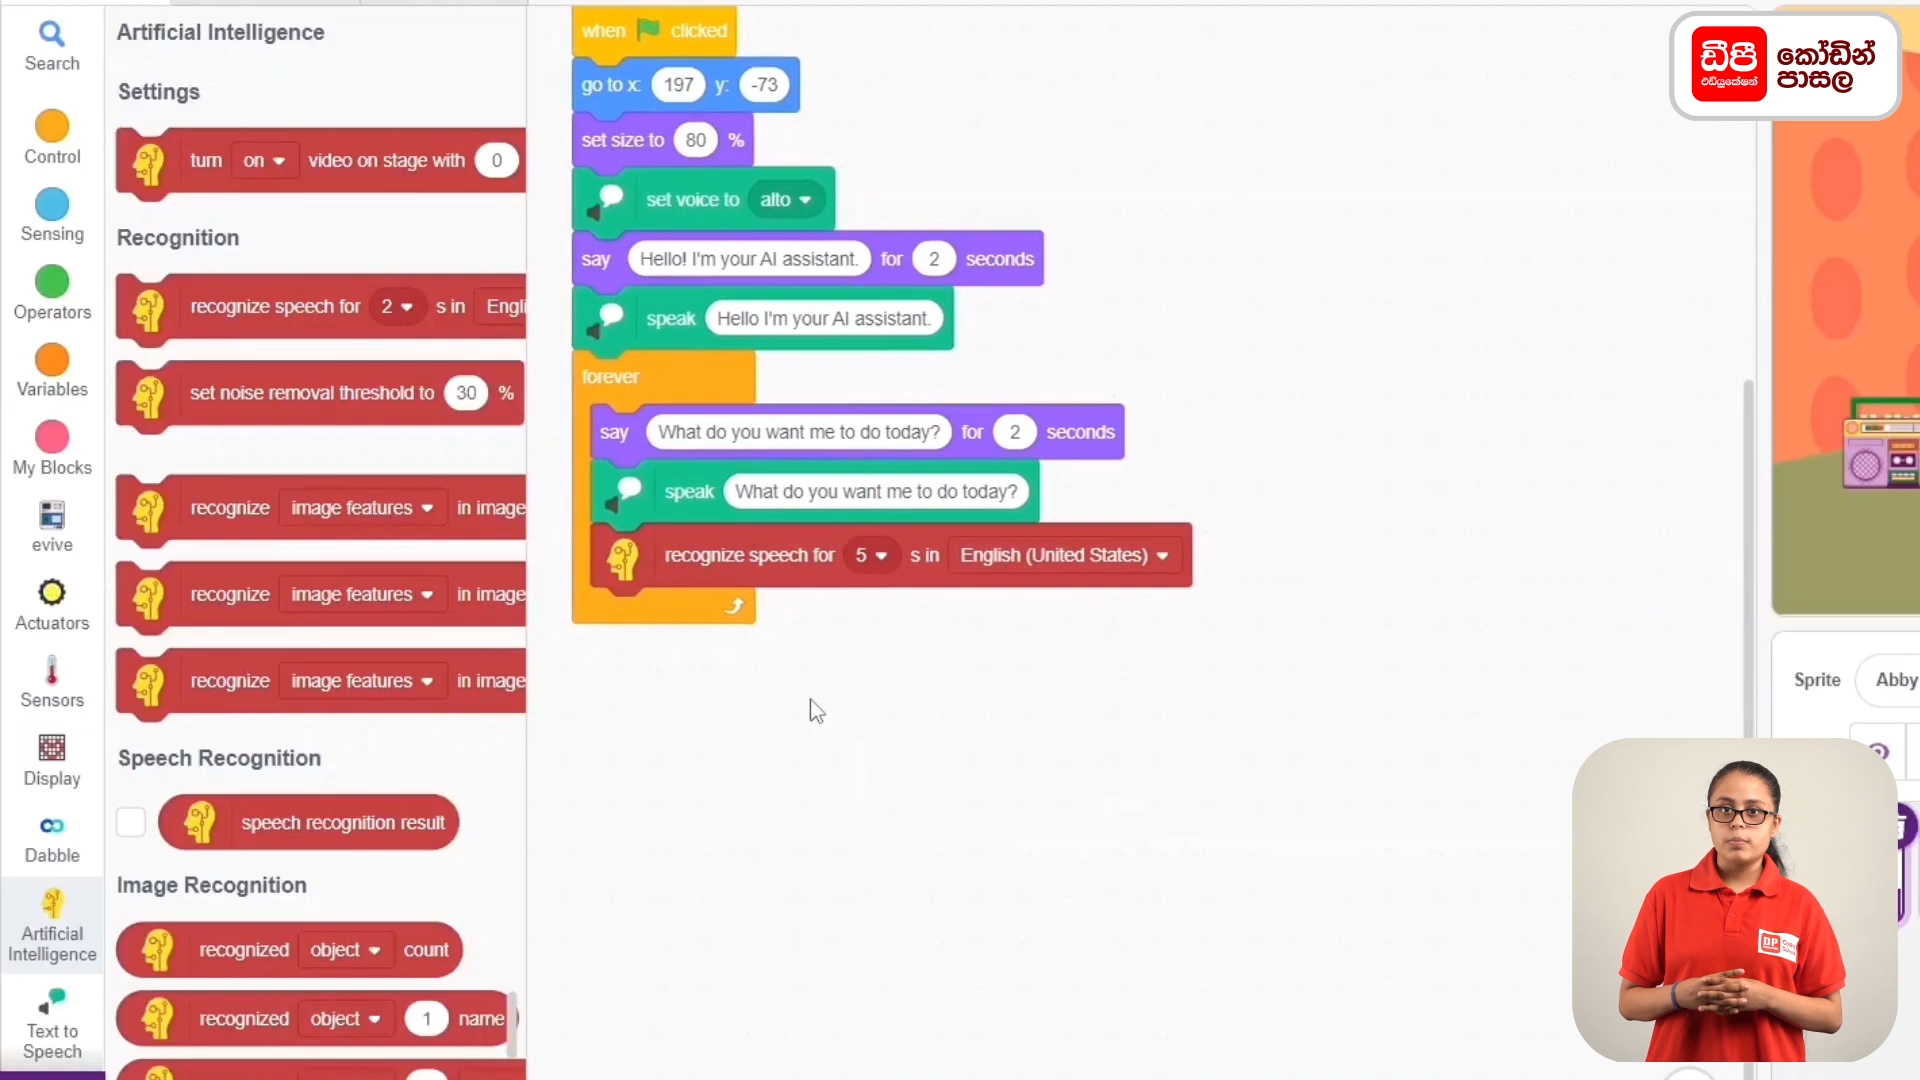 Search
Control
Sensing
Operators
Variables
My Blocks
evive
Actuators
Sensors
Display
Dabble
Artificial
Intelligence
Text to
Speech
Artificial Intelligence
Settings
turn on video on stage with 0
Recognition
recognize speech for 2 s in Engli
set noise removal threshold to 30 %
recognize image features in image
recognize image features in image
recognize image features in image
Speech Recognition
speech recognition result
Image Recognition
recognized object count
recognized object 1 name
when clicked
go to x: 197 y: -73
set size to 80 %
set voice to alto
say Hello! I'm your AI assistant. for 2 seconds
speak Hello I'm your AI assistant.
forever
say What do you want me to do today? for 2 seconds
speak What do you want me to do today?
recognize speech for 5 s in English (United States)
ඩීපී
එඩියුකේෂන්
කෝඩින්
පාසල
Sprite Abby
DP